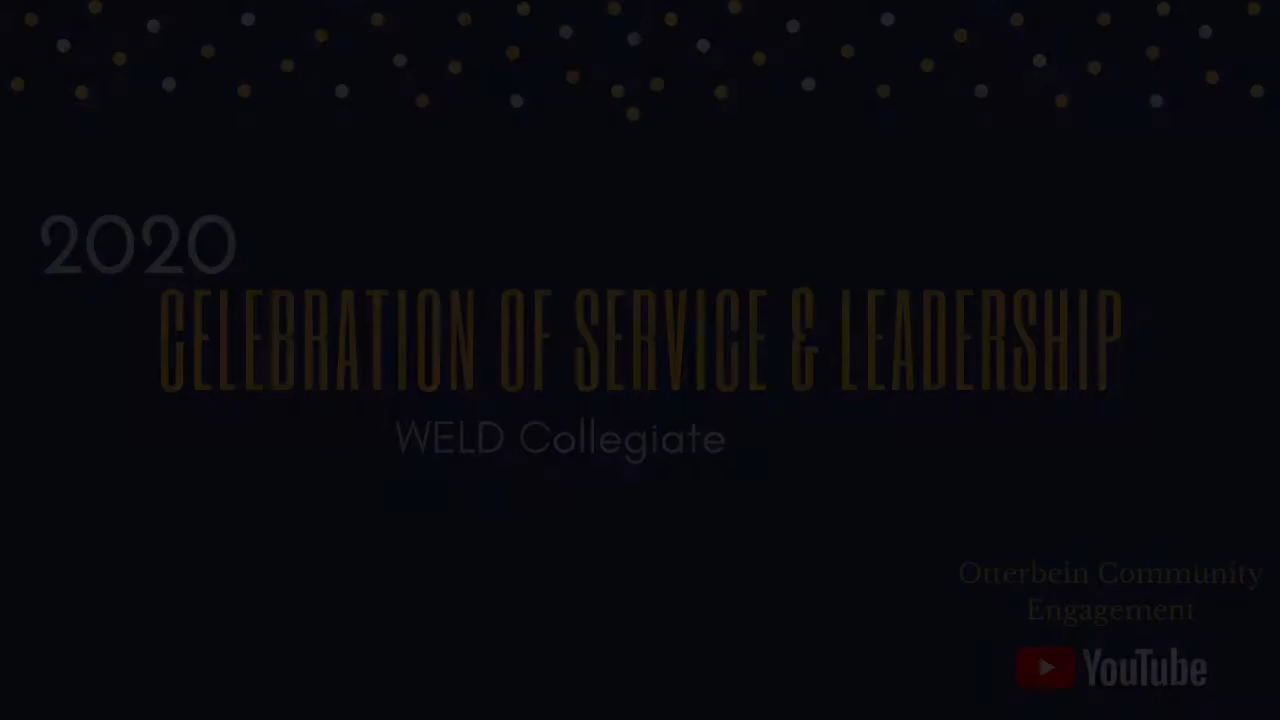 2020
CELEBRATION OF SERVICE & LEADERSHIP
WELD Collegiate
Otterbein Community
Engagement
YouTube